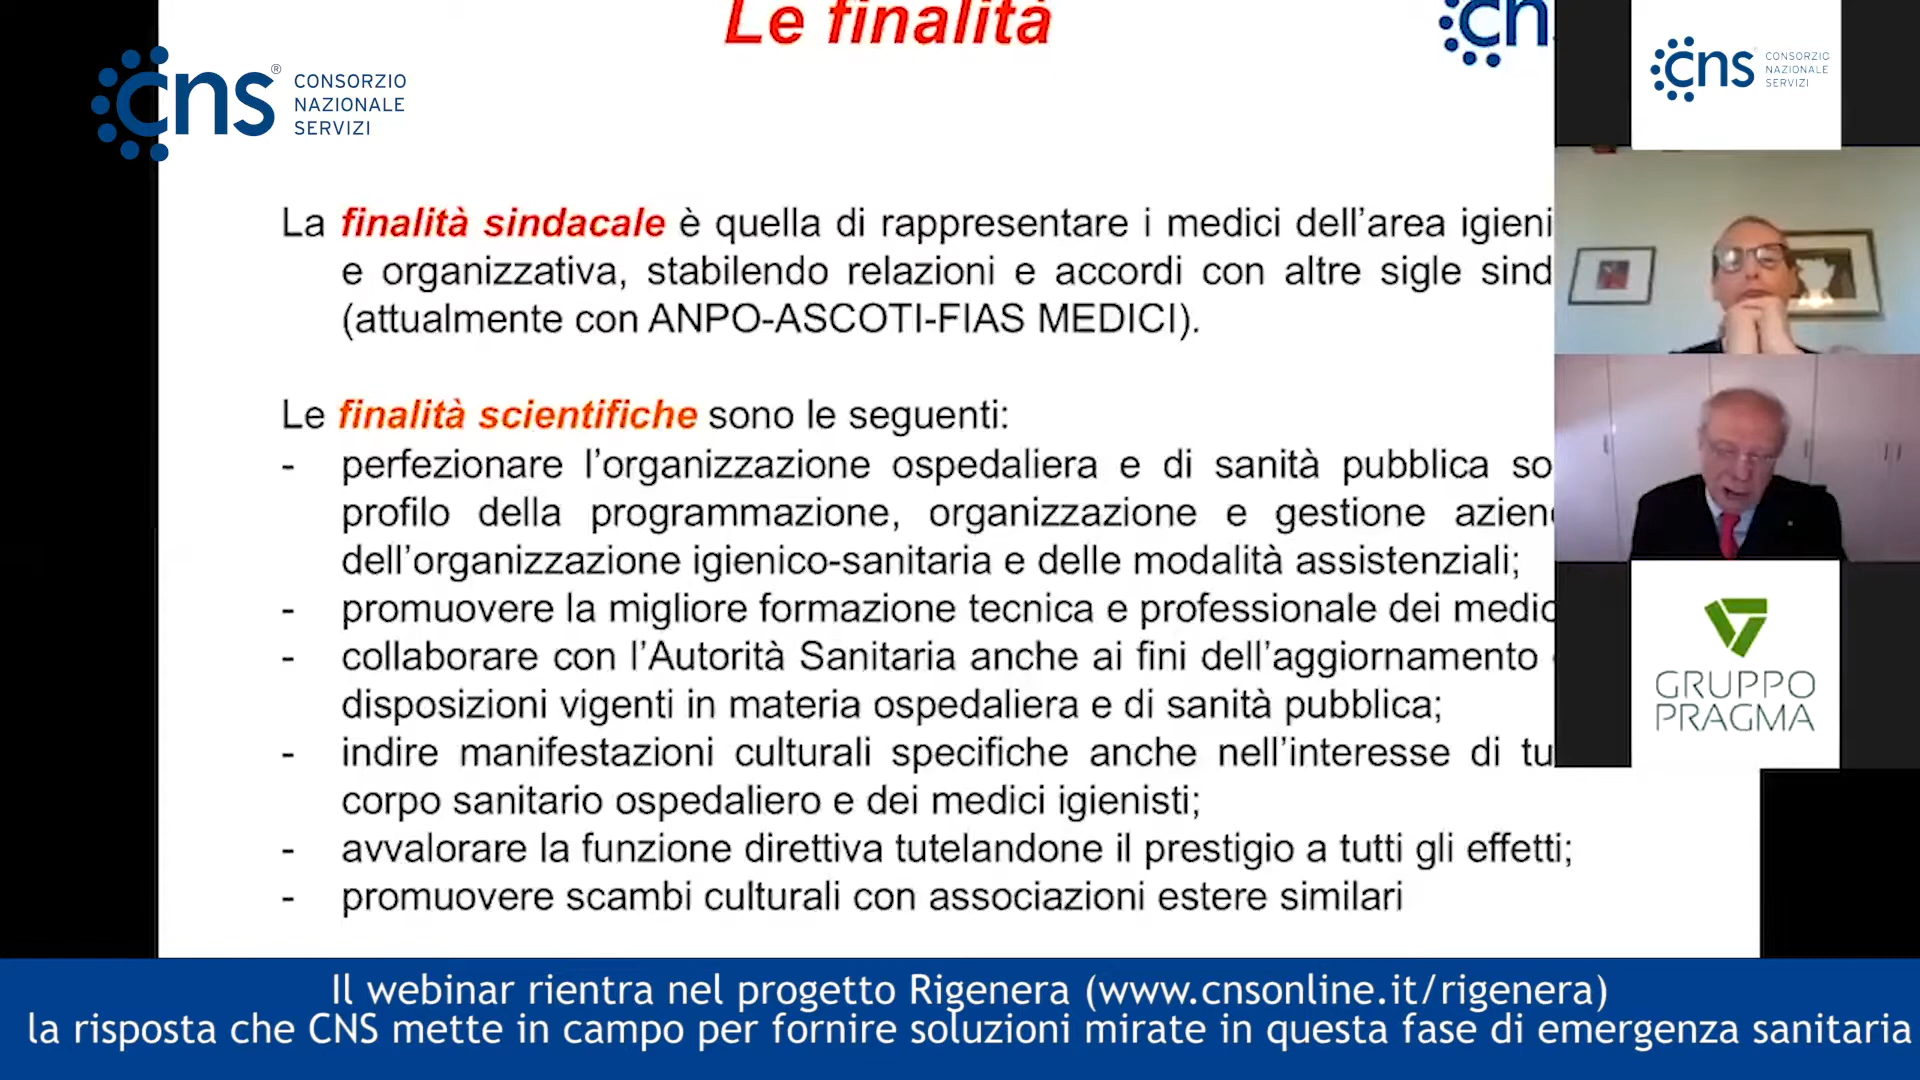 Le finalità
cns
cns® CONSORZIO
NAZIONALE
SERVIZI
cns CONSORZIO
NAZIONALE
SERVIZI
La finalità sindacale è quella di rappresentare i medici dell’area igieni
e organizzativa, stabilendo relazioni e accordi con altre sigle sind
(attualmente con ANPO-ASCOTI-FIAS MEDICI).
Le finalità scientifiche sono le seguenti:
- perfezionare l’organizzazione ospedaliera e di sanità pubblica so
profilo della programmazione, organizzazione e gestione azien
dell’organizzazione igienico-sanitaria e delle modalità assistenziali;
- promuovere la migliore formazione tecnica e professionale dei medic
- collaborare con l’Autorità Sanitaria anche ai fini dell’aggiornamento
disposizioni vigenti in materia ospedaliera e di sanità pubblica;
- indire manifestazioni culturali specifiche anche nell’interesse di tu
corpo sanitario ospedaliero e dei medici igienisti;
- avvalorare la funzione direttiva tutelandone il prestigio a tutti gli effetti;
- promuovere scambi culturali con associazioni estere similari
GRUPPO
PRAGMA
Il webinar rientra nel progetto Rigenera (www.cnsonline.it/rigenera)
la risposta che CNS mette in campo per fornire soluzioni mirate in questa fase di emergenza sanitaria